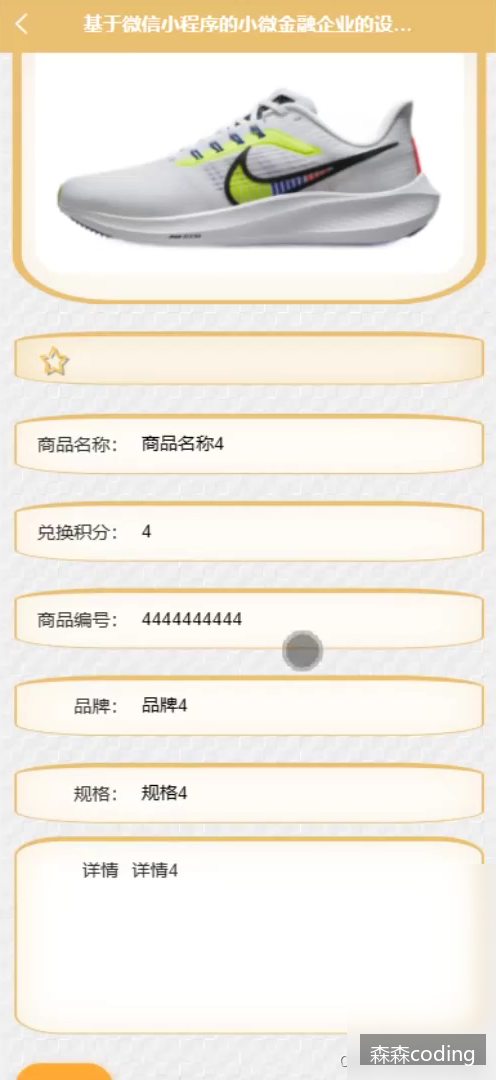 基于微信小程序的小微金融企业的设...
商品名称： 商品名称4
兑换积分： 4
商品编号： 4444444444
品牌： 品牌4
规格： 规格4
详情 详情4
森森coding